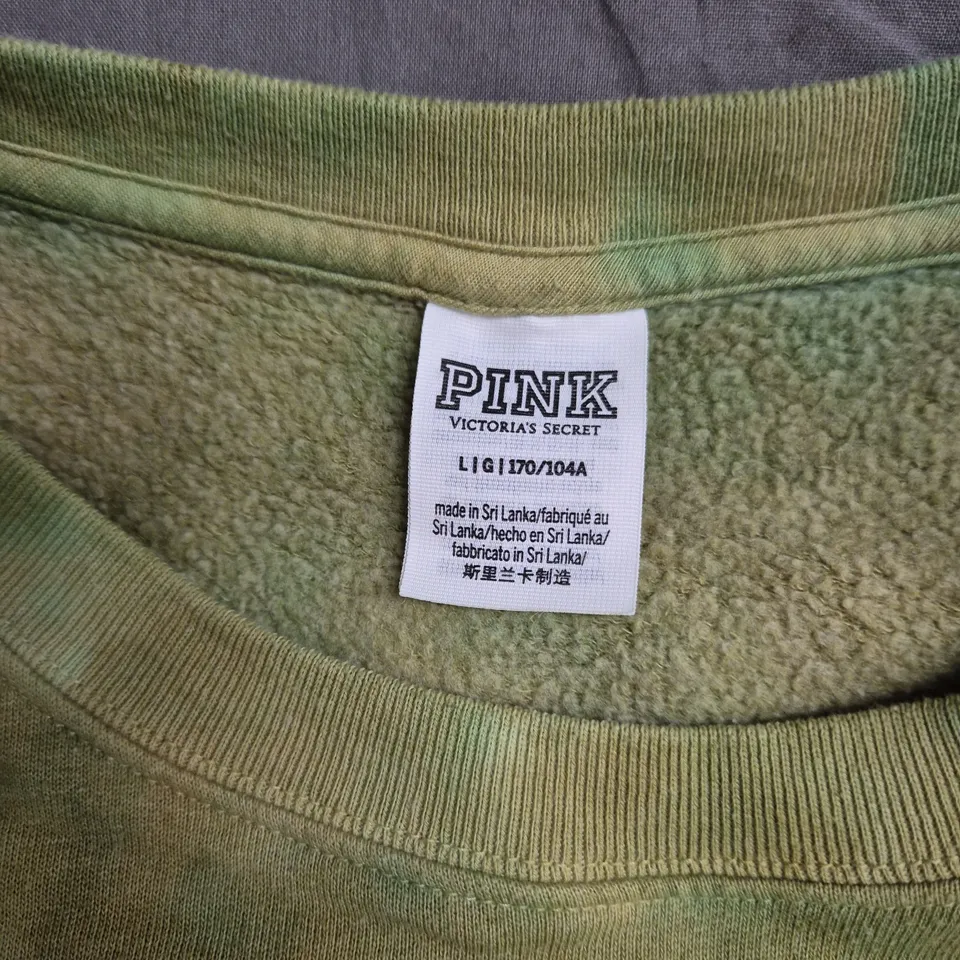 PINK
VICTORIA'S SECRET
L|G|170/104A
made in Sri Lanka/fabriqué au
Sri Lanka/hecho en Sri Lanka/
fabbricato in Sri Lanka/
斯里兰卡制造